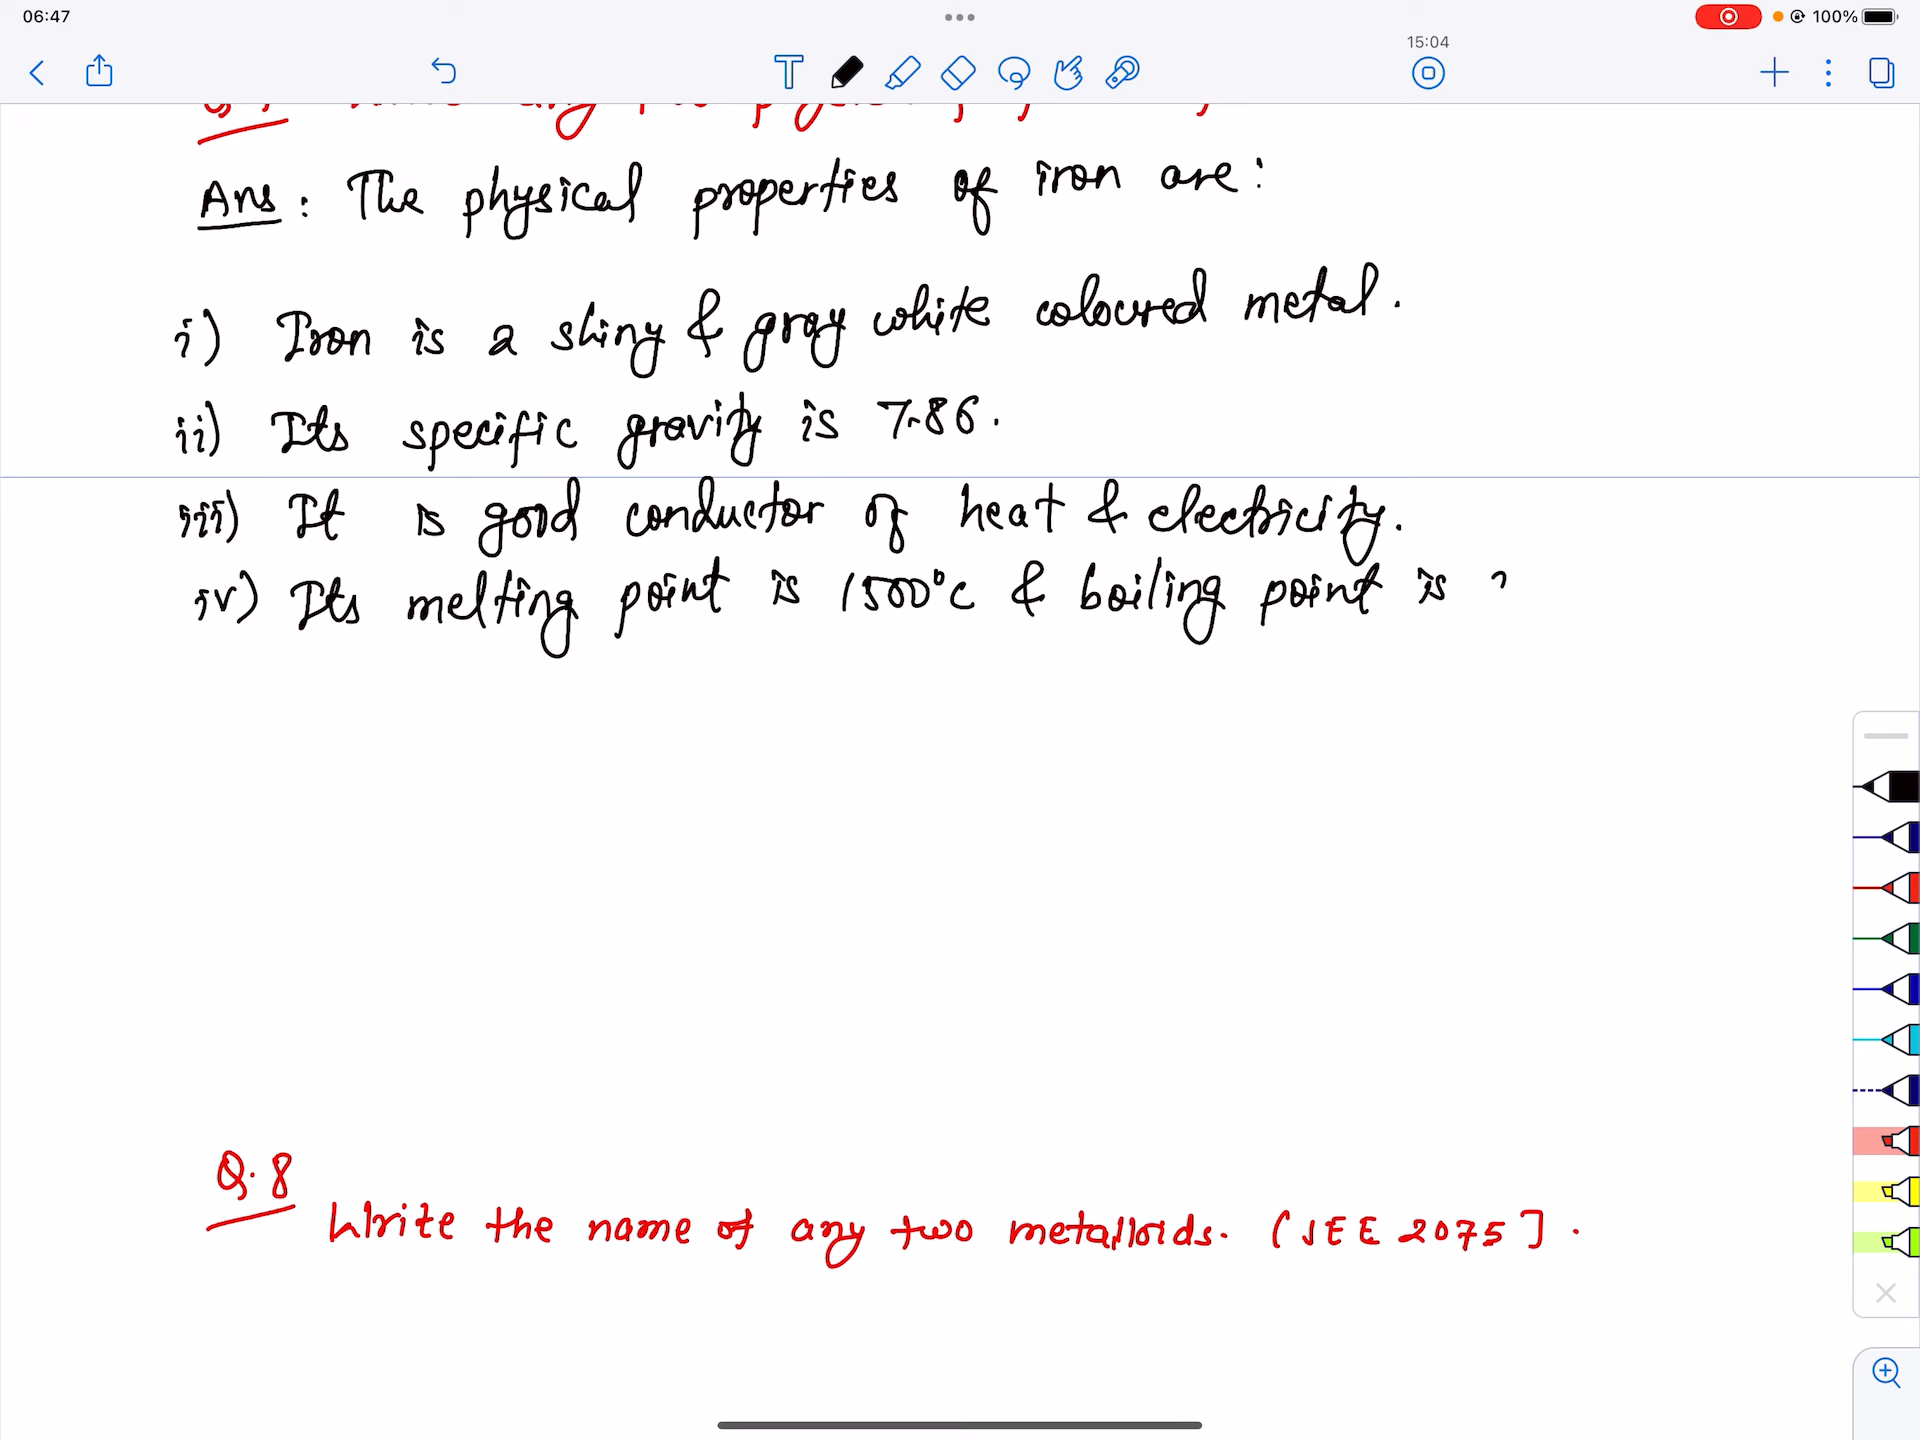 06:47
100%
15:04
Ans: The physical properties of iron are:
i) Iron is a shiny & gray white coloured metal.
ii) Its specific gravity is 7.86.
iii) It is good conductor of heat & electricity.
iv) Its melting point is 1500°C & boiling point is
Q.8
Write the name of any two metalloids. (SEE 2075].